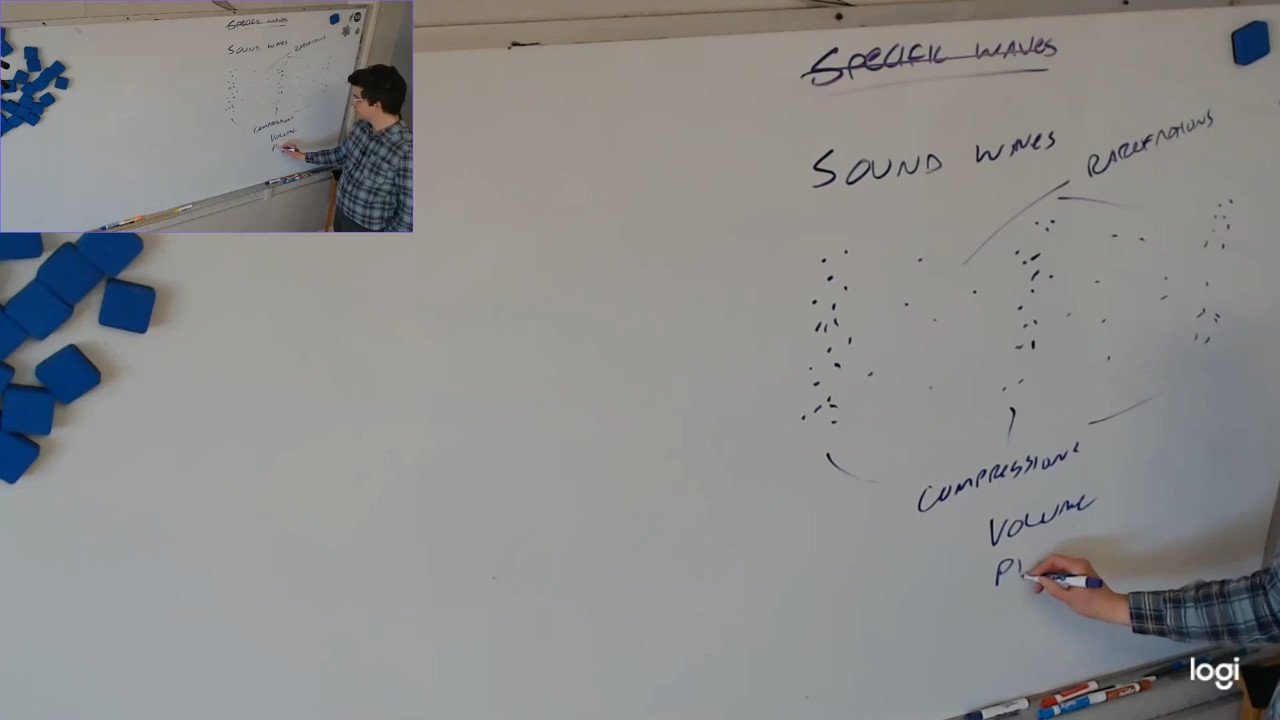 SPECIFIC WAVES
SOUND WAVES
RAREFACTIONS
COMPRESSIONS
VOLUME
PI
logi